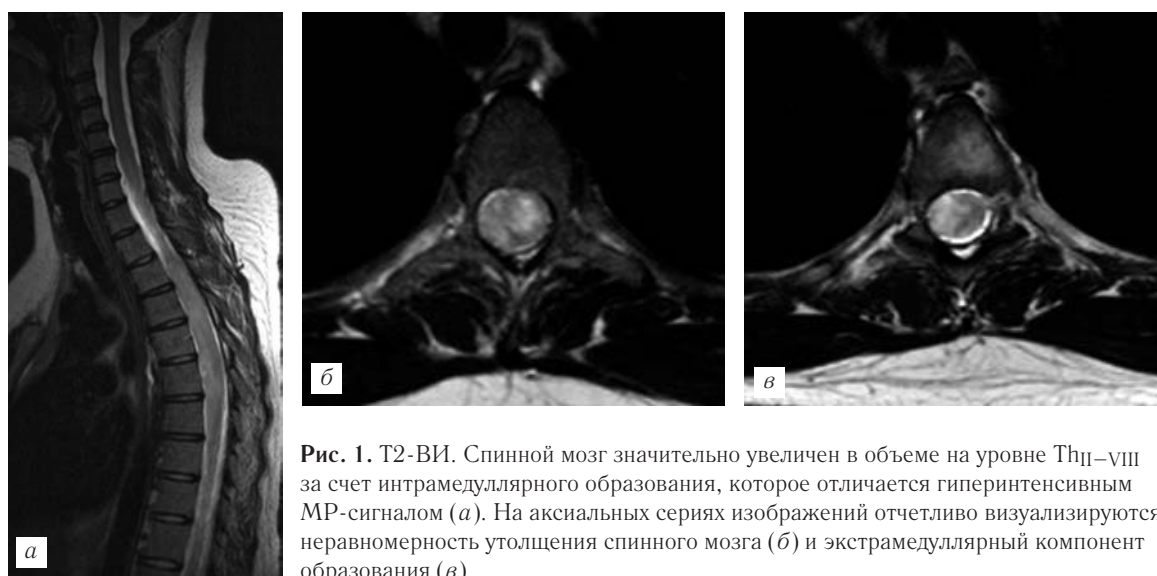 а
б
в
Рис. 1. Т2-ВИ. Спинной мозг значительно увеличен в объеме на уровне ThII–VIII
за счет интрамедуллярного образования, которое отличается гиперинтенсивным
МР-сигналом (а). На аксиальных сериях изображений отчетливо визуализируются
неравномерность утолщения спинного мозга (б) и экстрамедуллярный компонент
образования (в)